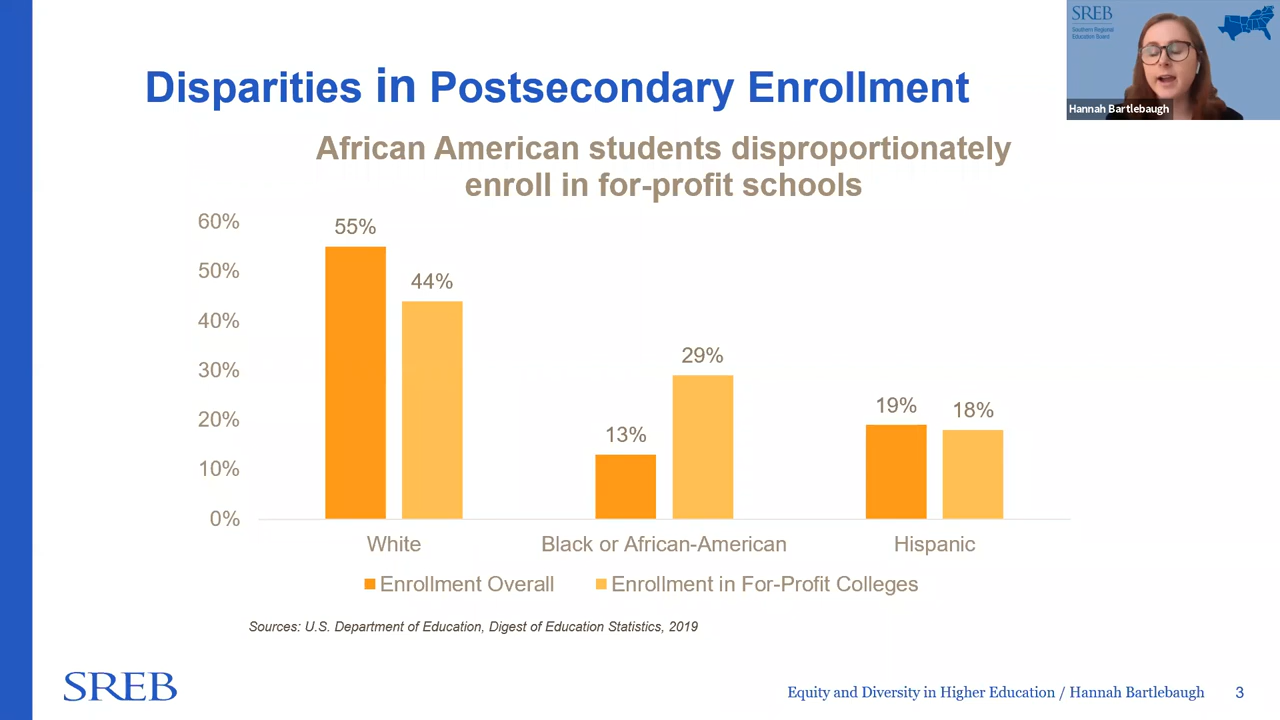 SREB
Southern Regional
Education Board
Hannah Bartlebaugh
Disparities in Postsecondary Enrollment
African American students disproportionately
enroll in for-profit schools
60%
50%
40%
30%
20%
10%
0%
55%
44%
13%
29%
19%
18%
White
Black or African-American
Hispanic
Enrollment Overall
Enrollment in For-Profit Colleges
Sources: U.S. Department of Education, Digest of Education Statistics, 2019
SREB
Equity and Diversity in Higher Education / Hannah Bartlebaugh
3